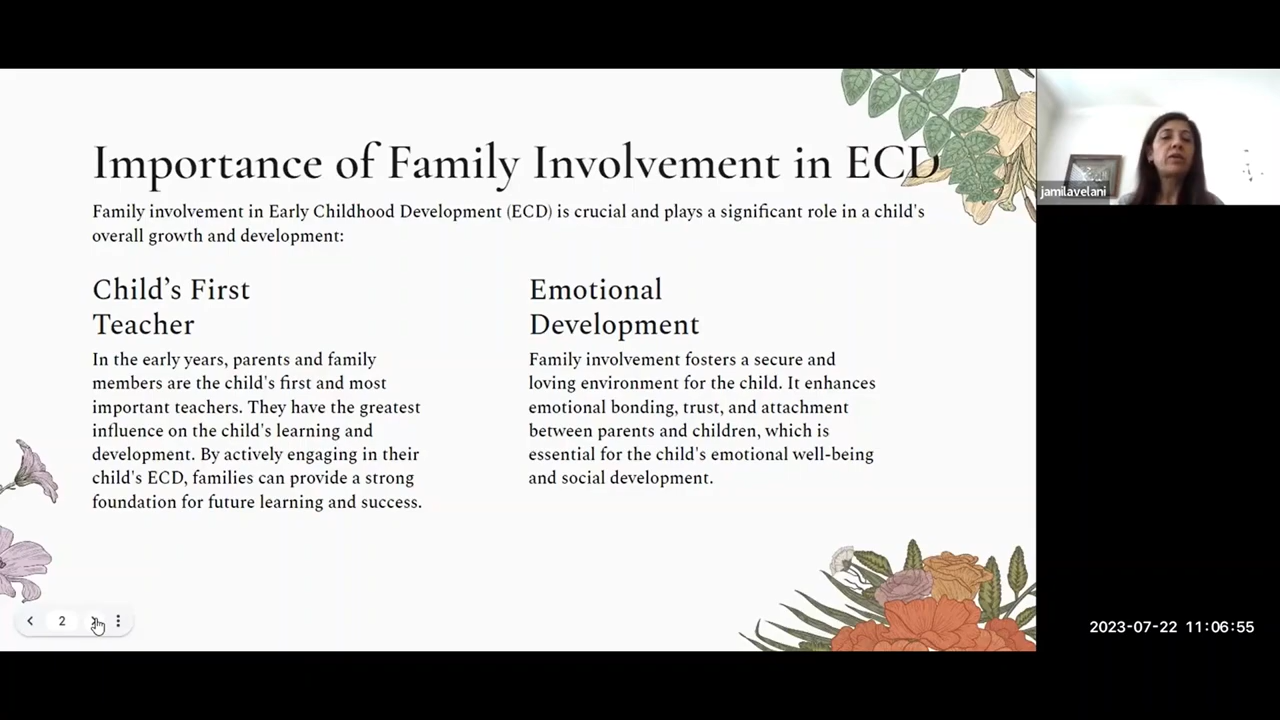 Importance of Family Involvement in ECD
Family involvement in Early Childhood Development (ECD) is crucial and plays a significant role in a child's
overall growth and development:
Child’s First
Teacher
In the early years, parents and family
members are the child's first and most
important teachers. They have the greatest
influence on the child's learning and
development. By actively engaging in their
child's ECD, families can provide a strong
foundation for future learning and success.
Emotional
Development
Family involvement fosters a secure and
loving environment for the child. It enhances
emotional bonding, trust, and attachment
between parents and children, which is
essential for the child's emotional well-being
and social development.
2
jamilavelani
2023-07-22 11:06:55